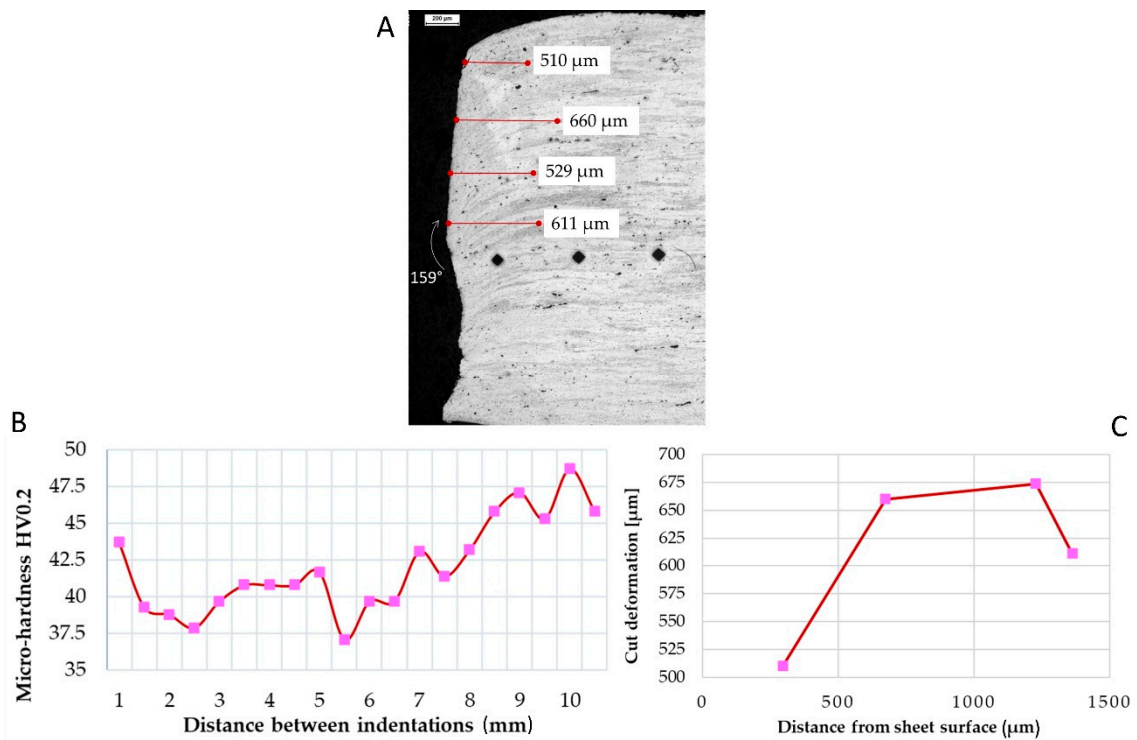 A
200 µm
510 µm
660 µm
529 µm
611 µm
159°
B
C
Micro-hardness HV0.2
50
47.5
45
42.5
40
37.5
35
1 2 3 4 5 6 7 8 9 10
Distance between indentations (mm)
Cut deformation [µm]
700
675
650
625
600
575
550
525
500
0 500 1000 1500
Distance from sheet surface (µm)